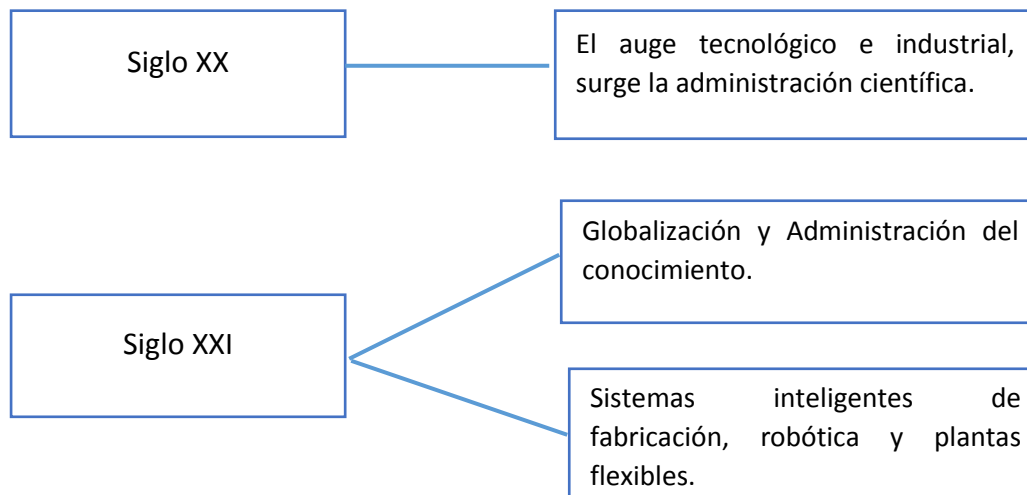 Siglo XX
El auge tecnológico e industrial,
surge la administración científica.
Globalización y Administración del
conocimiento.
Siglo XXI
Sistemas inteligentes de
fabricación, robótica y plantas
flexibles.